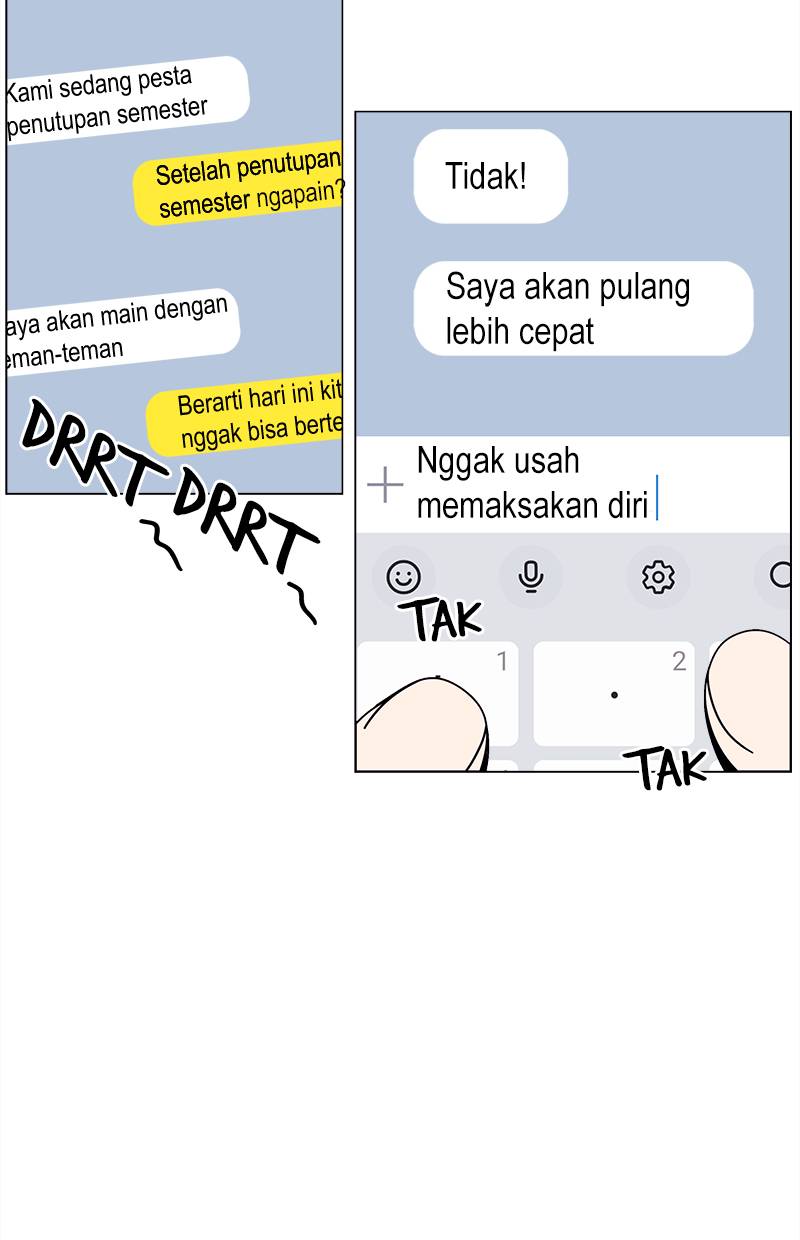 Kami sedang pesta
penutupan semester
Setelah penutupan
semester ngapain?
aya akan main dengan
eman-teman
Berarti hari ini kit
nggak bisa berte
DRRT DRRT
Tidak!
Saya akan pulang
lebih cepat
Nggak usah
memaksakan diri
TAK
1
2
TAK